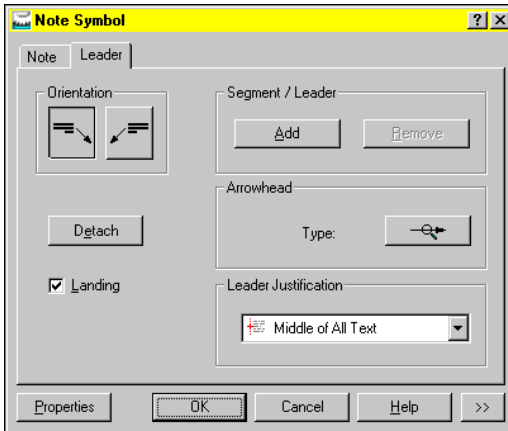 Note Symbol
Note Leader
Orientation
Segment / Leader
Add Remove
Arrowhead
Detach
Type:
Landing
Leader Justification
Middle of All Text
Properties OK Cancel Help >>